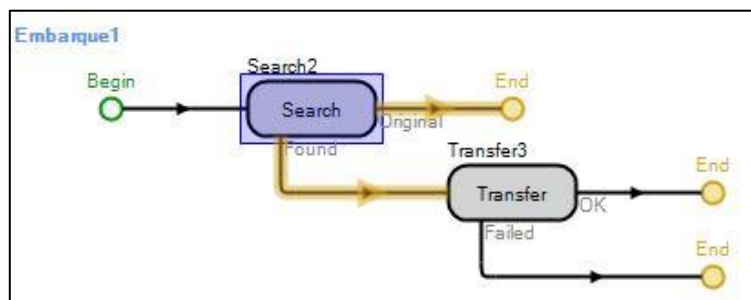 Embarque1
Search2
Begin
End
Search
Original
Found
Transfer3
End
Transfer
OK
Failed
End